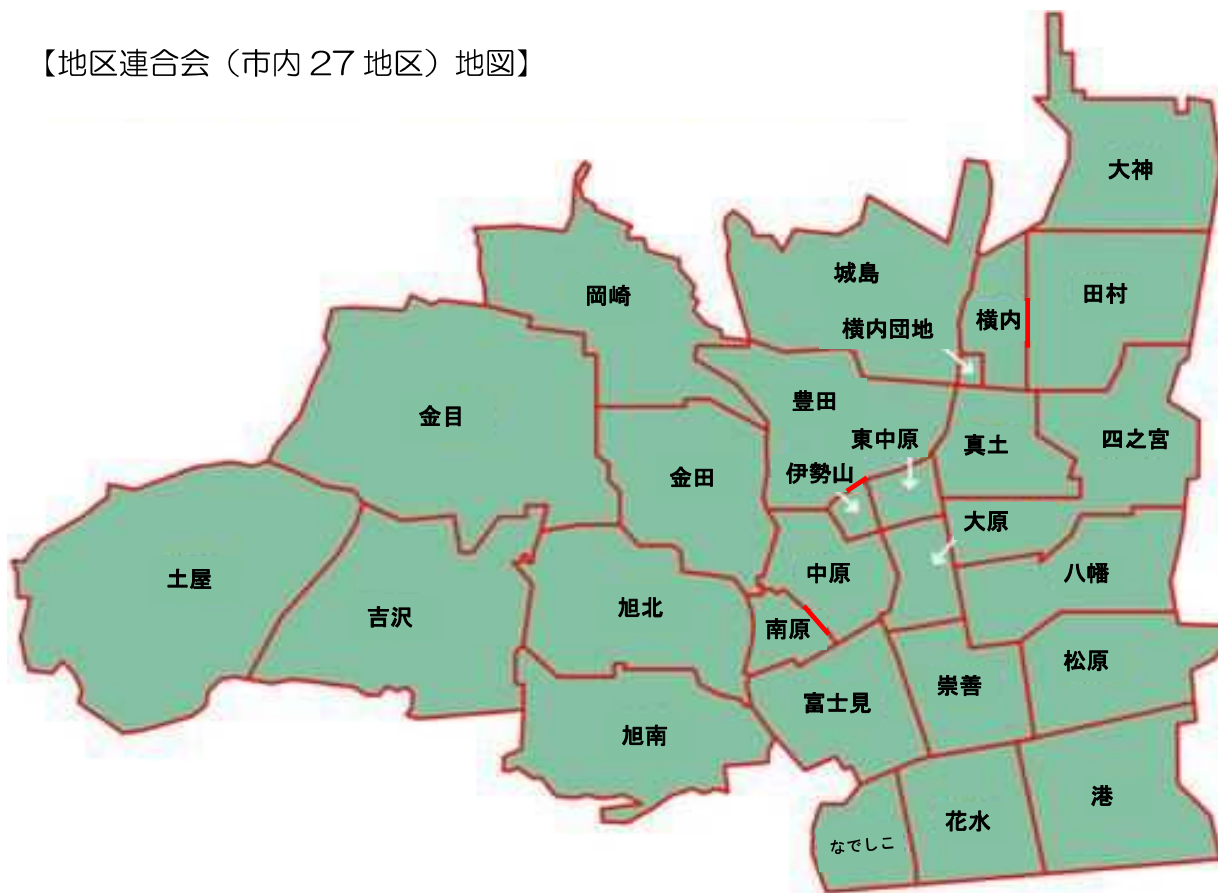 【地区連合会（市内27地区）地図】
大神
城島
岡崎
田村
横内
横内団地
豊田
金目
東中原
真土
四之宮
伊勢山
金田
大原
中原
八幡
土屋
旭北
吉沢
南原
松原
崇善
富士見
旭南
港
花水
なでしこ